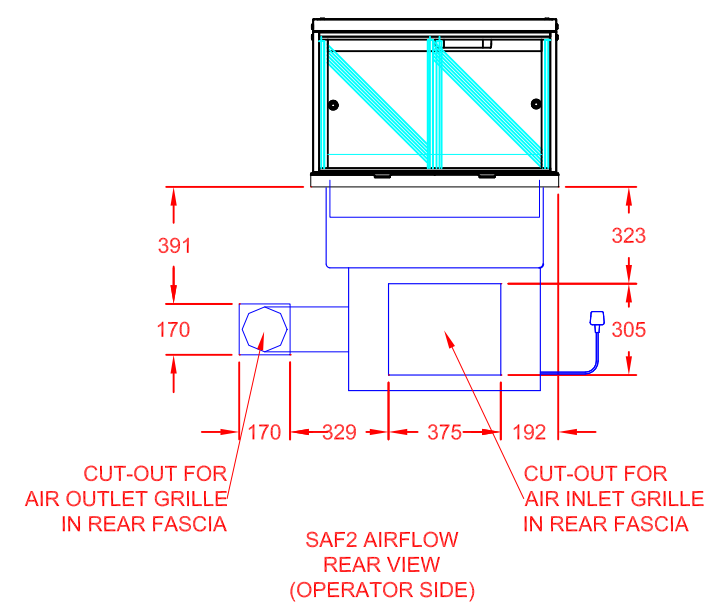 391
323
170
305
170
329
375
192
CUT-OUT FOR
AIR OUTLET GRILLE
IN REAR FASCIA
CUT-OUT FOR
AIR INLET GRILLE
IN REAR FASCIA
SAF2 AIRFLOW
REAR VIEW
(OPERATOR SIDE)